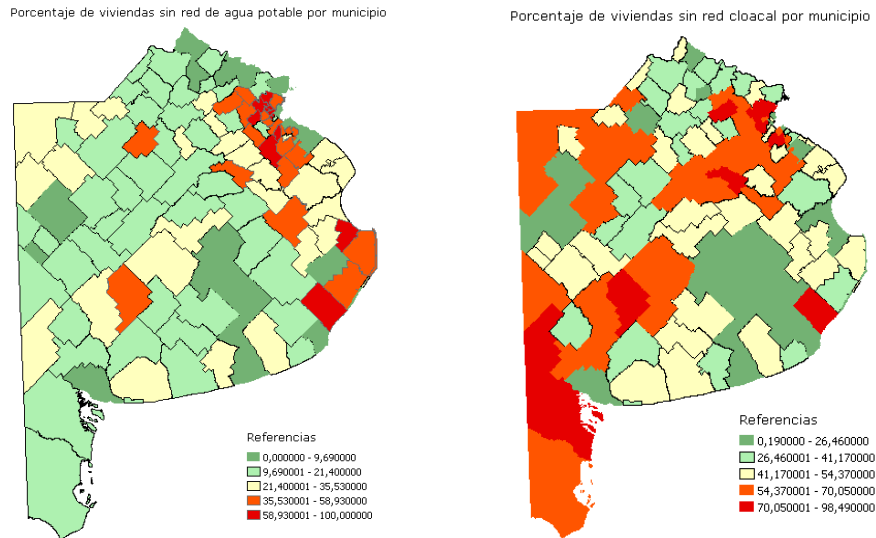 Porcentaje de viviendas sin red de agua potable por municipio
Porcentaje de viviendas sin red cloacal por municipio
Referencias
0,000000 - 9,690000
9,690001 - 21,400000
21,400001 - 35,530000
35,530001 - 58,930000
58,930001 - 100,000000
Referencias
0,190000 - 26,460000
26,460001 - 41,170000
41,170001 - 54,370000
54,370001 - 70,050000
70,050001 - 98,490000